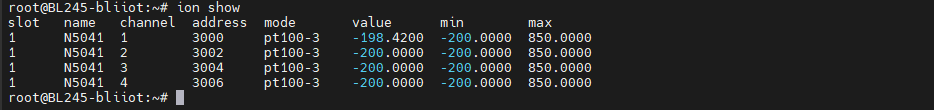 root@BL245-bliiot:~# ion show
slot name channel address mode value min max
1 N5041 1 3000 pt100-3 -198.4200 -200.0000 850.0000
1 N5041 2 3002 pt100-3 -200.0000 -200.0000 850.0000
1 N5041 3 3004 pt100-3 -200.0000 -200.0000 850.0000
1 N5041 4 3006 pt100-3 -200.0000 -200.0000 850.0000
root@BL245-bliiot:~#